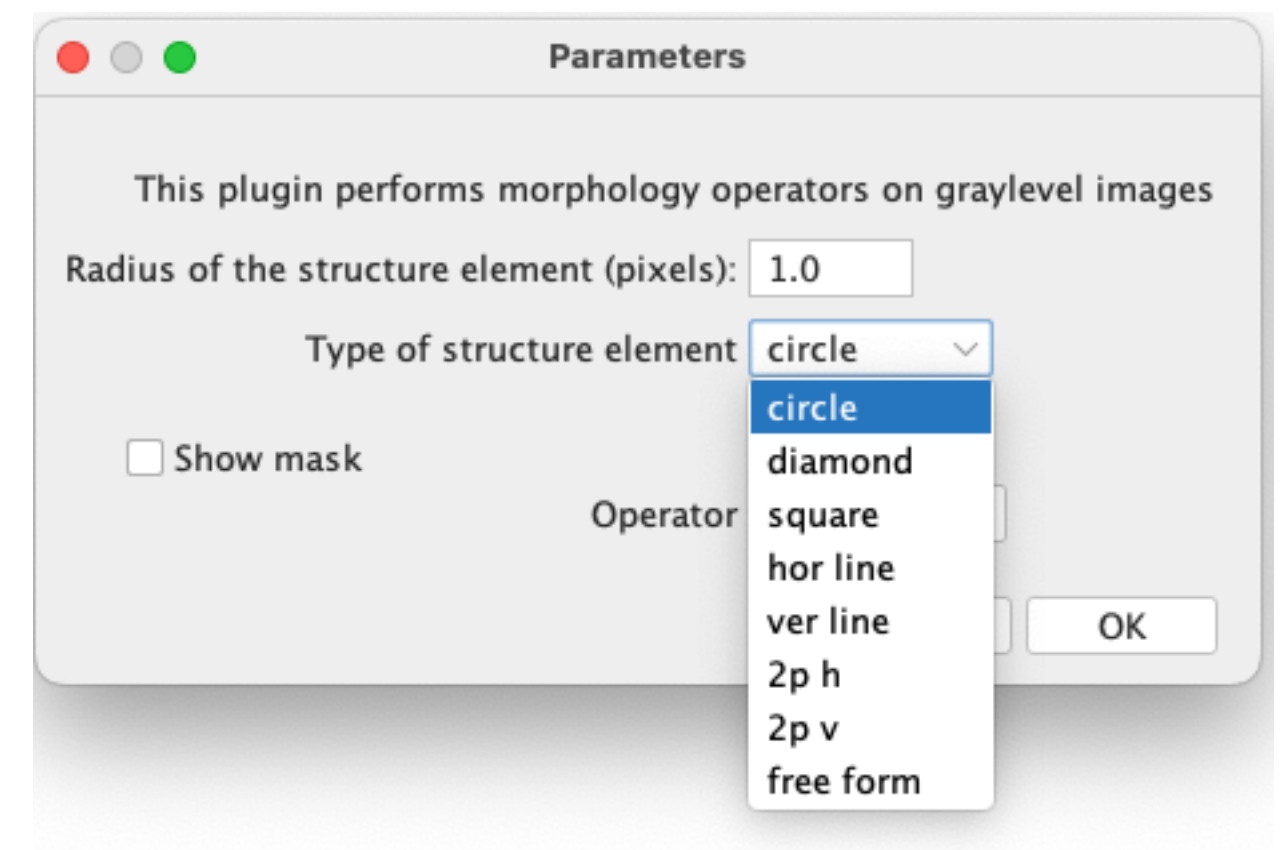 Parameters
This plugin performs morphology operators on graylevel images
Radius of the structure element (pixels): 1.0
Type of structure element circle
circle
diamond
Show mask
square
Operator
hor line
ver line
OK
2p h
2p v
free form